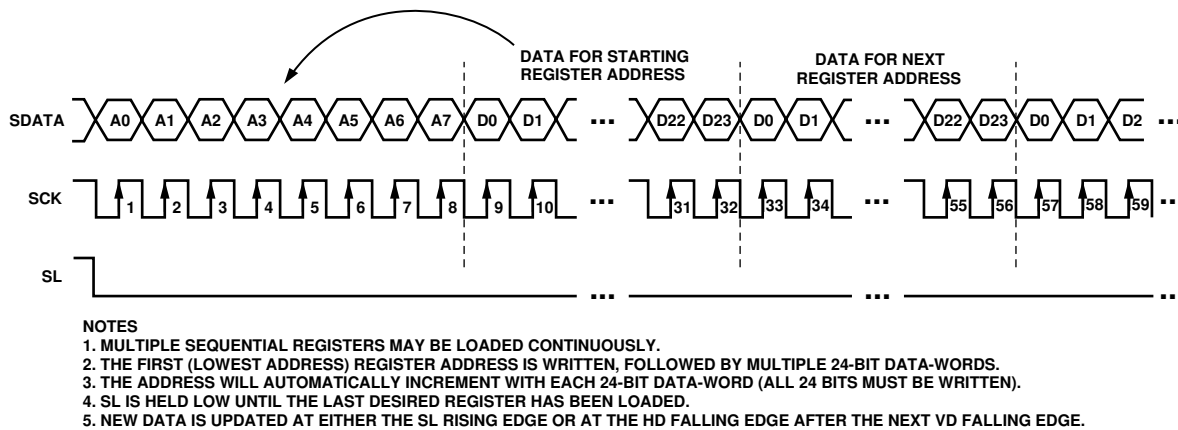 DATA FOR STARTING
REGISTER ADDRESS
DATA FOR NEXT
REGISTER ADDRESS
SDATA A0 A1 A2 A3 A4 A5 A6 A7 D0 D1 ... D22 D23 D0 D1 ... D22 D23 D0 D1 D2 ...
SCK 1 2 3 4 5 6 7 8 9 10 ... 31 32 33 34 ... 55 56 57 58 59 ..
SL ... ... ..
NOTES
1. MULTIPLE SEQUENTIAL REGISTERS MAY BE LOADED CONTINUOUSLY.
2. THE FIRST (LOWEST ADDRESS) REGISTER ADDRESS IS WRITTEN, FOLLOWED BY MULTIPLE 24-BIT DATA-WORDS.
3. THE ADDRESS WILL AUTOMATICALLY INCREMENT WITH EACH 24-BIT DATA-WORD (ALL 24 BITS MUST BE WRITTEN).
4. SL IS HELD LOW UNTIL THE LAST DESIRED REGISTER HAS BEEN LOADED.
5. NEW DATA IS UPDATED AT EITHER THE SL RISING EDGE OR AT THE HD FALLING EDGE AFTER THE NEXT VD FALLING EDGE.